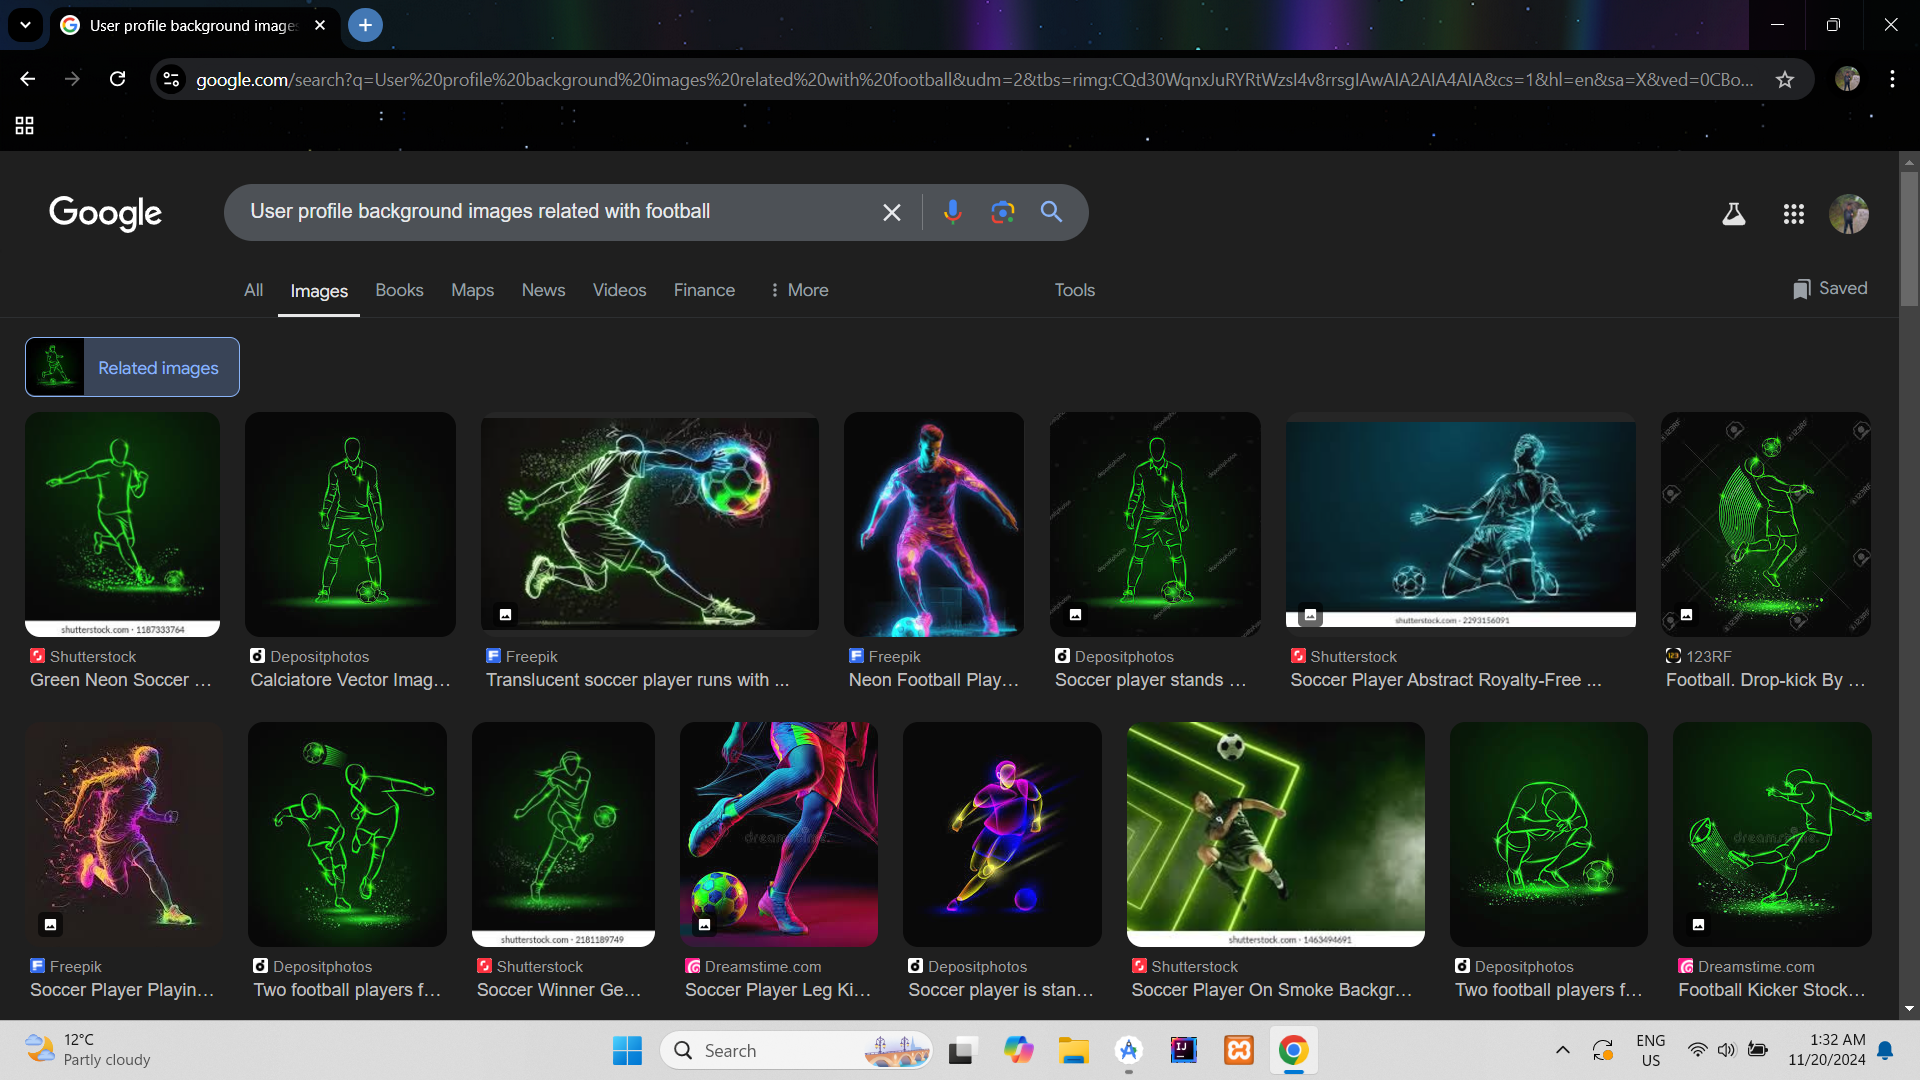 User profile background images
google.com/search?q=User%20profile%20background%20images%20related%20with%20football&udm=2&tbs=rimg:CQd30WqnxJuRYRtWzsI4v8rrsgIAwAIA2AIA4AIA&cs=1&hl=en&sa=X&ved=0CBo...
Google
User profile background images related with football
All Images Books Maps News Videos Finance More Tools Saved
Related images
shutterstock.com · 1187333764
shutterstock.com · 2293156091
Shutterstock Depositphotos Freepik Freepik Depositphotos Shutterstock 123RF
Green Neon Soccer ... Calciatore Vector Imag... Translucent soccer player runs with ... Neon Football Play... Soccer player stands ... Soccer Player Abstract Royalty-Free ... Football. Drop-kick By ...
dreamstime.
dreamstime.
shutterstock.com · 2181189749
shutterstock.com · 1463494691
Freepik Depositphotos Shutterstock Dreamstime.com Depositphotos Shutterstock Depositphotos Dreamstime.com
Soccer Player Playin... Two football players f... Soccer Winner Ge... Soccer Player Leg Ki... Soccer player is stan... Soccer Player On Smoke Backgr... Two football players f... Football Kicker Stock...
12°C
Partly cloudy
Search
ENG
US
1:32 AM
11/20/2024